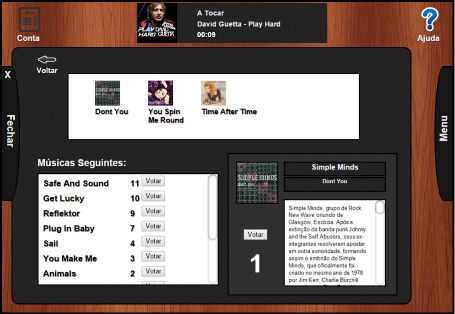 Conta
A Tocar
David Guetta - Play Hard
00:09
Ajuda
PLAY HARD
X
Fechar
Voltar
Menu
Dont You
You Spin
Me Round
Time After Time
Músicas Seguintes:
Safe And Sound 11 Votar
Get Lucky 10 Votar
Reflektor 9 Votar
Plug In Baby 7 Votar
Sail 4 Votar
You Make Me 3 Votar
Animals 2 Votar
SIMPLE MINDS
Votar
1
Simple Minds
Dont You
Simple Minds, grupo de Rock
New Wave oriundo de
Glasgow, Escócia. Após a
extinção da banda punk Johnny
and the Self Abusers, seus ex-
integrantes resolveram apostar
em outra sonoridade, formando
assim o embrião do Simple
Minds, que oficialmente foi
criado no mesmo ano de 1978
por Jim Kerr, Charlie Burchill